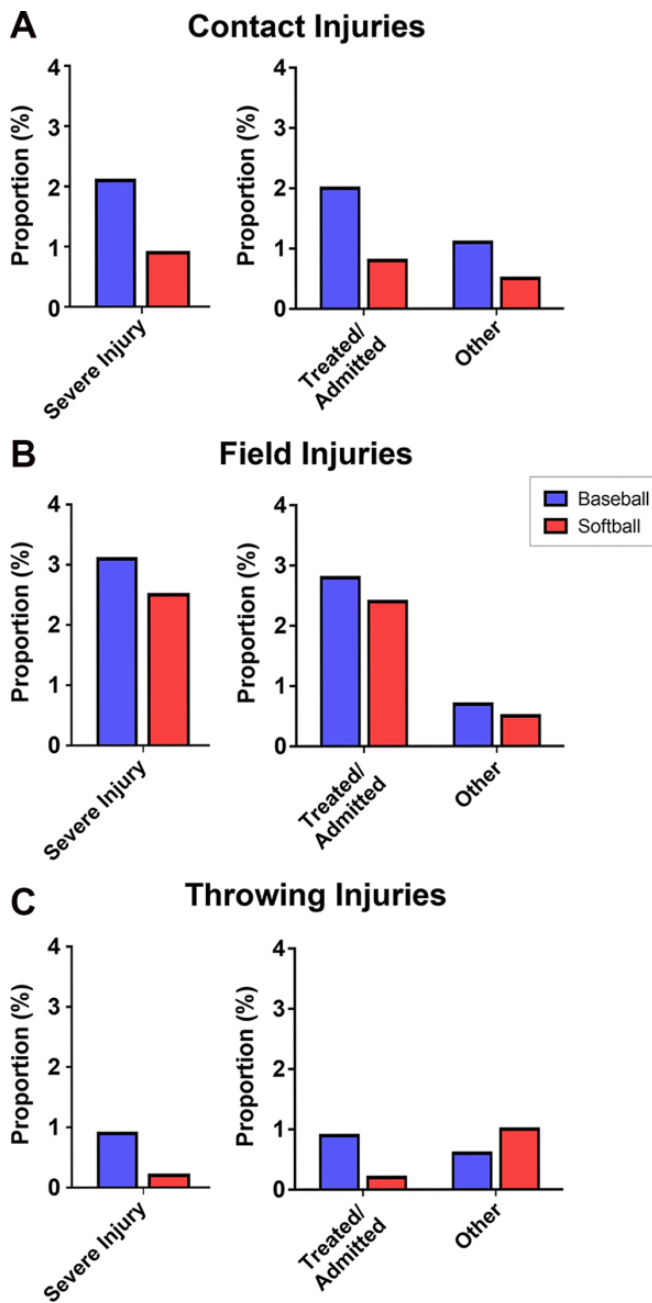 A
Contact Injuries
Proportion (%)
4
3
2
1
0
Severe Injury
Proportion (%)
4
3
2
1
0
Treated/
Admitted
Other
B
Field Injuries
Baseball
Softball
Proportion (%)
4
3
2
1
0
Severe Injury
Proportion (%)
4
3
2
1
0
Treated/
Admitted
Other
C
Throwing Injuries
Proportion (%)
4
3
2
1
0
Severe Injury
Proportion (%)
4
3
2
1
0
Treated/
Admitted
Other